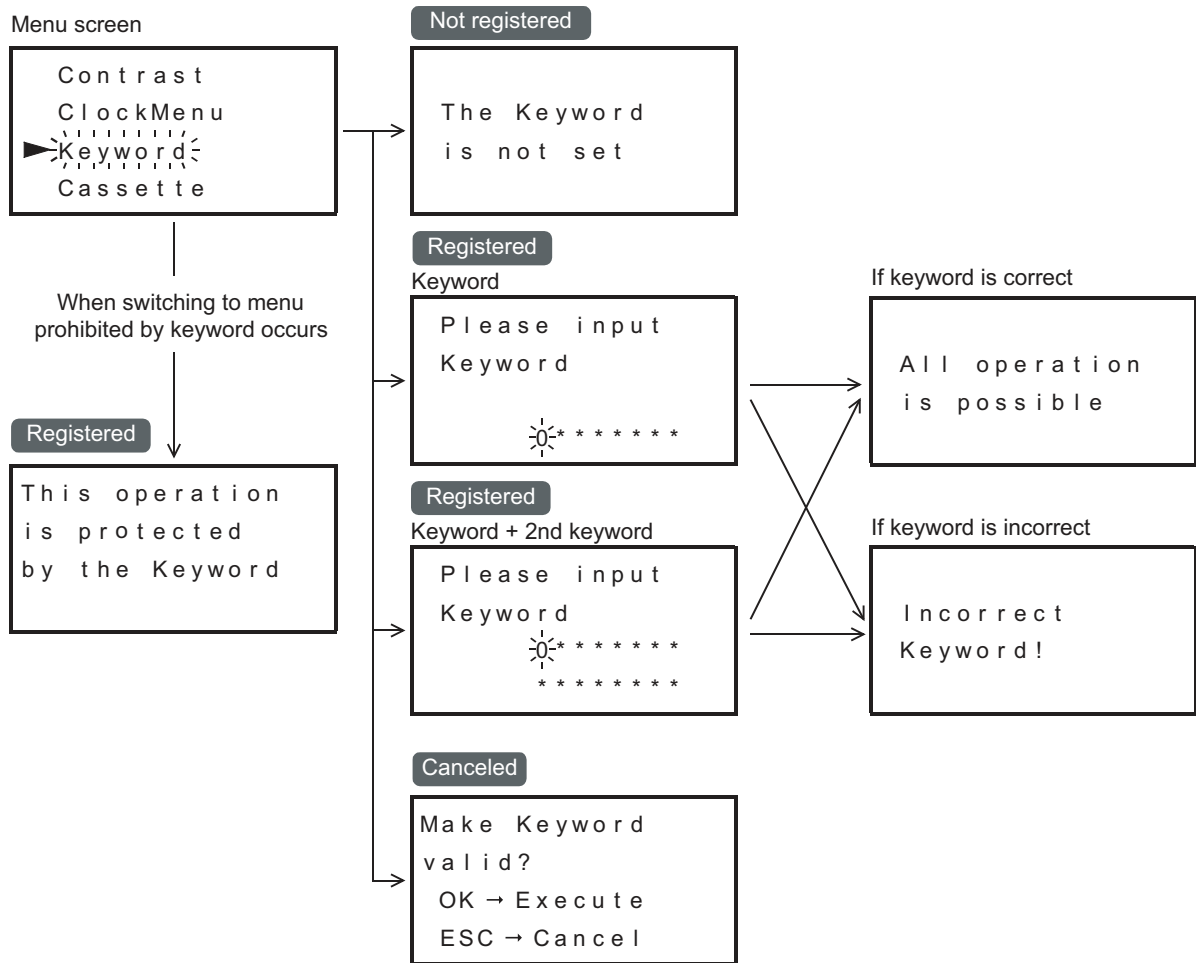 Menu screen
Contrast
ClockMenu
Keyword
Cassette
When switching to menu
prohibited by keyword occurs
Registered
This operation
is protected
by the Keyword
Not registered
The Keyword
is not set
Registered
Keyword
Please input
Keyword
0*******
Registered
Keyword + 2nd keyword
Please input
Keyword
0*******
********
Canceled
Make Keyword
valid?
OK → Execute
ESC → Cancel
If keyword is correct
All operation
is possible
If keyword is incorrect
Incorrect
Keyword!